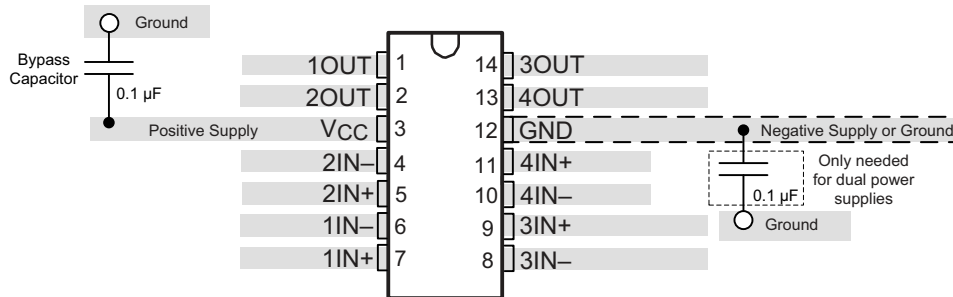 Ground
Bypass
Capacitor
0.1 µF
Positive Supply
1OUT 1
2OUT 2
VCC 3
2IN– 4
2IN+ 5
1IN– 6
1IN+ 7
14 3OUT
13 4OUT
12 GND
11 4IN+
10 4IN–
9 3IN+
8 3IN–
Negative Supply or Ground
Only needed
for dual power
supplies
0.1 µF
Ground